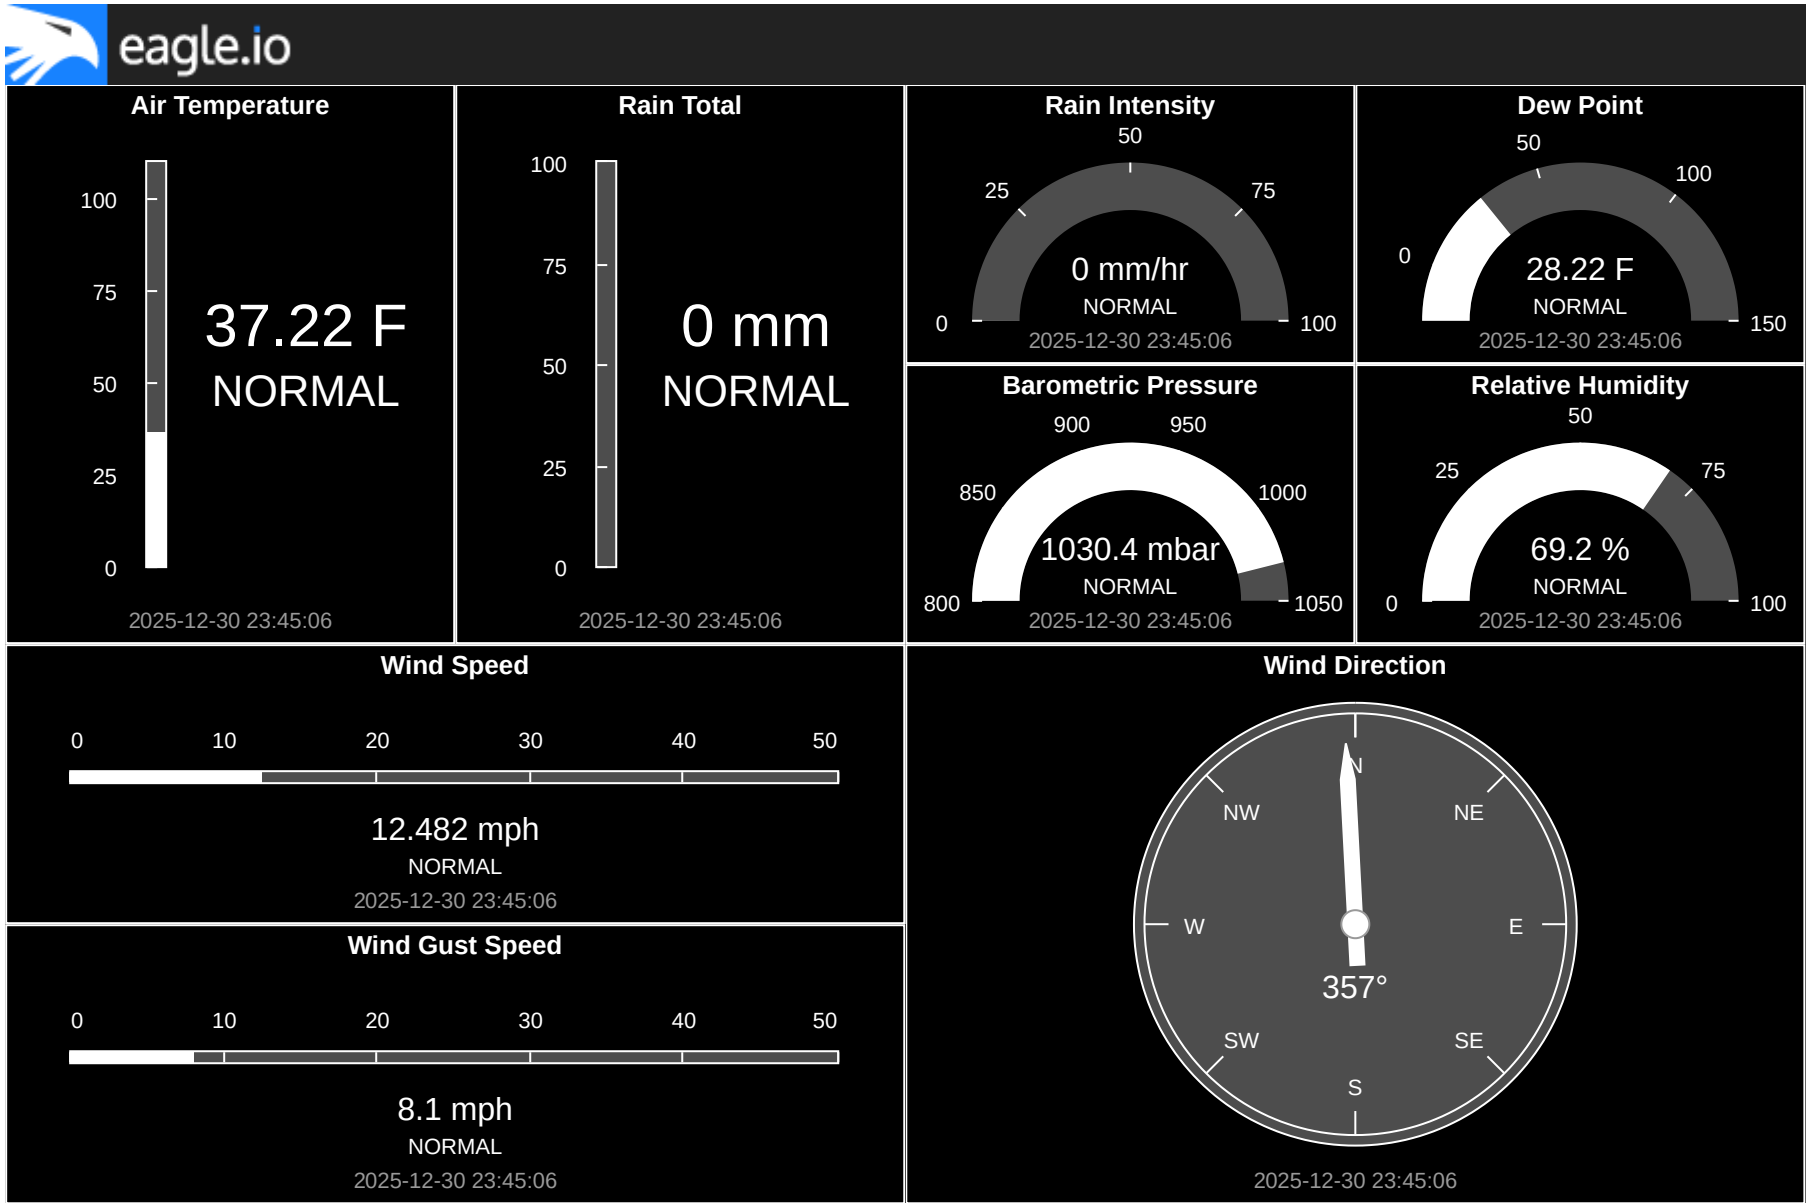 eagle.io
Air Temperature
100
75
50
25
0
37.22 F
NORMAL
2025-12-30 23:45:06
Rain Total
100
75
50
25
0
0 mm
NORMAL
2025-12-30 23:45:06
Rain Intensity
50
25
75
0
100
0 mm/hr
NORMAL
2025-12-30 23:45:06
Dew Point
50
100
0
150
28.22 F
NORMAL
2025-12-30 23:45:06
Barometric Pressure
900
950
850
1000
800
1050
1030.4 mbar
NORMAL
2025-12-30 23:45:06
Relative Humidity
50
25
75
0
100
69.2 %
NORMAL
2025-12-30 23:45:06
Wind Speed
0 10 20 30 40 50
12.482 mph
NORMAL
2025-12-30 23:45:06
Wind Gust Speed
0 10 20 30 40 50
8.1 mph
NORMAL
2025-12-30 23:45:06
Wind Direction
N
NW
NE
W
E
357°
SW
SE
S
2025-12-30 23:45:06